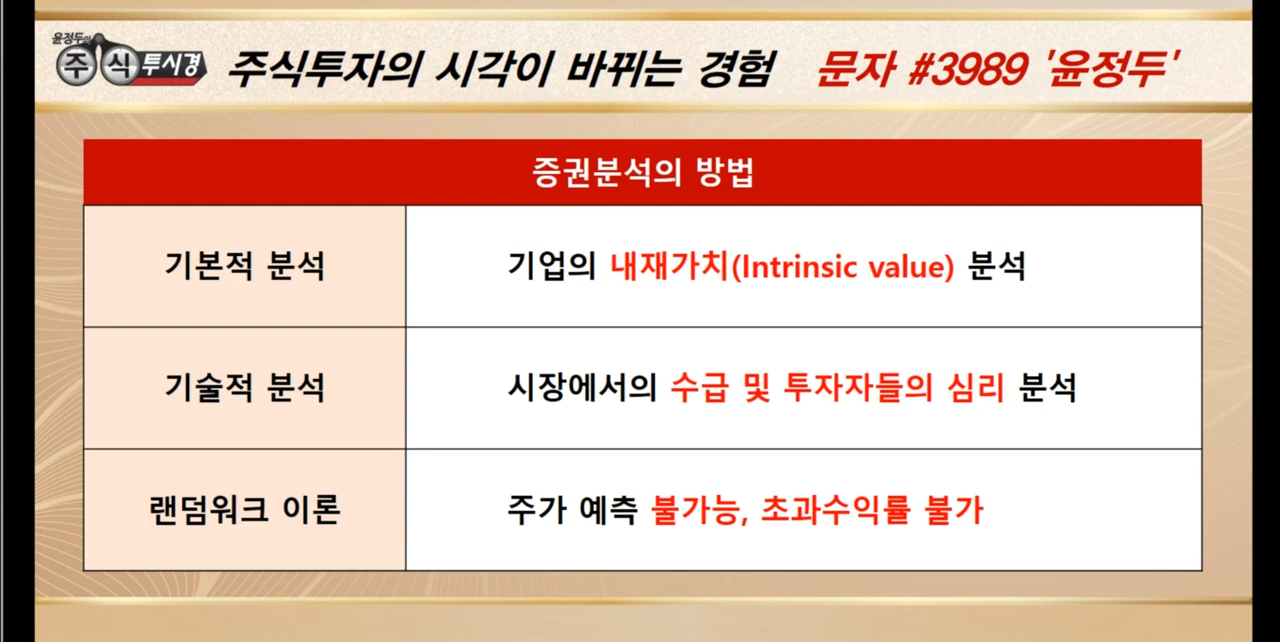 윤정두의
주식투시경
주식투자의 시각이 바뀌는 경험 문자 #3989 '윤정두'
증권분석의 방법
기본적 분석 기업의 내재가치(Intrinsic value) 분석
기술적 분석 시장에서의 수급 및 투자자들의 심리 분석
랜덤워크 이론 주가 예측 불가능, 초과수익률 불가